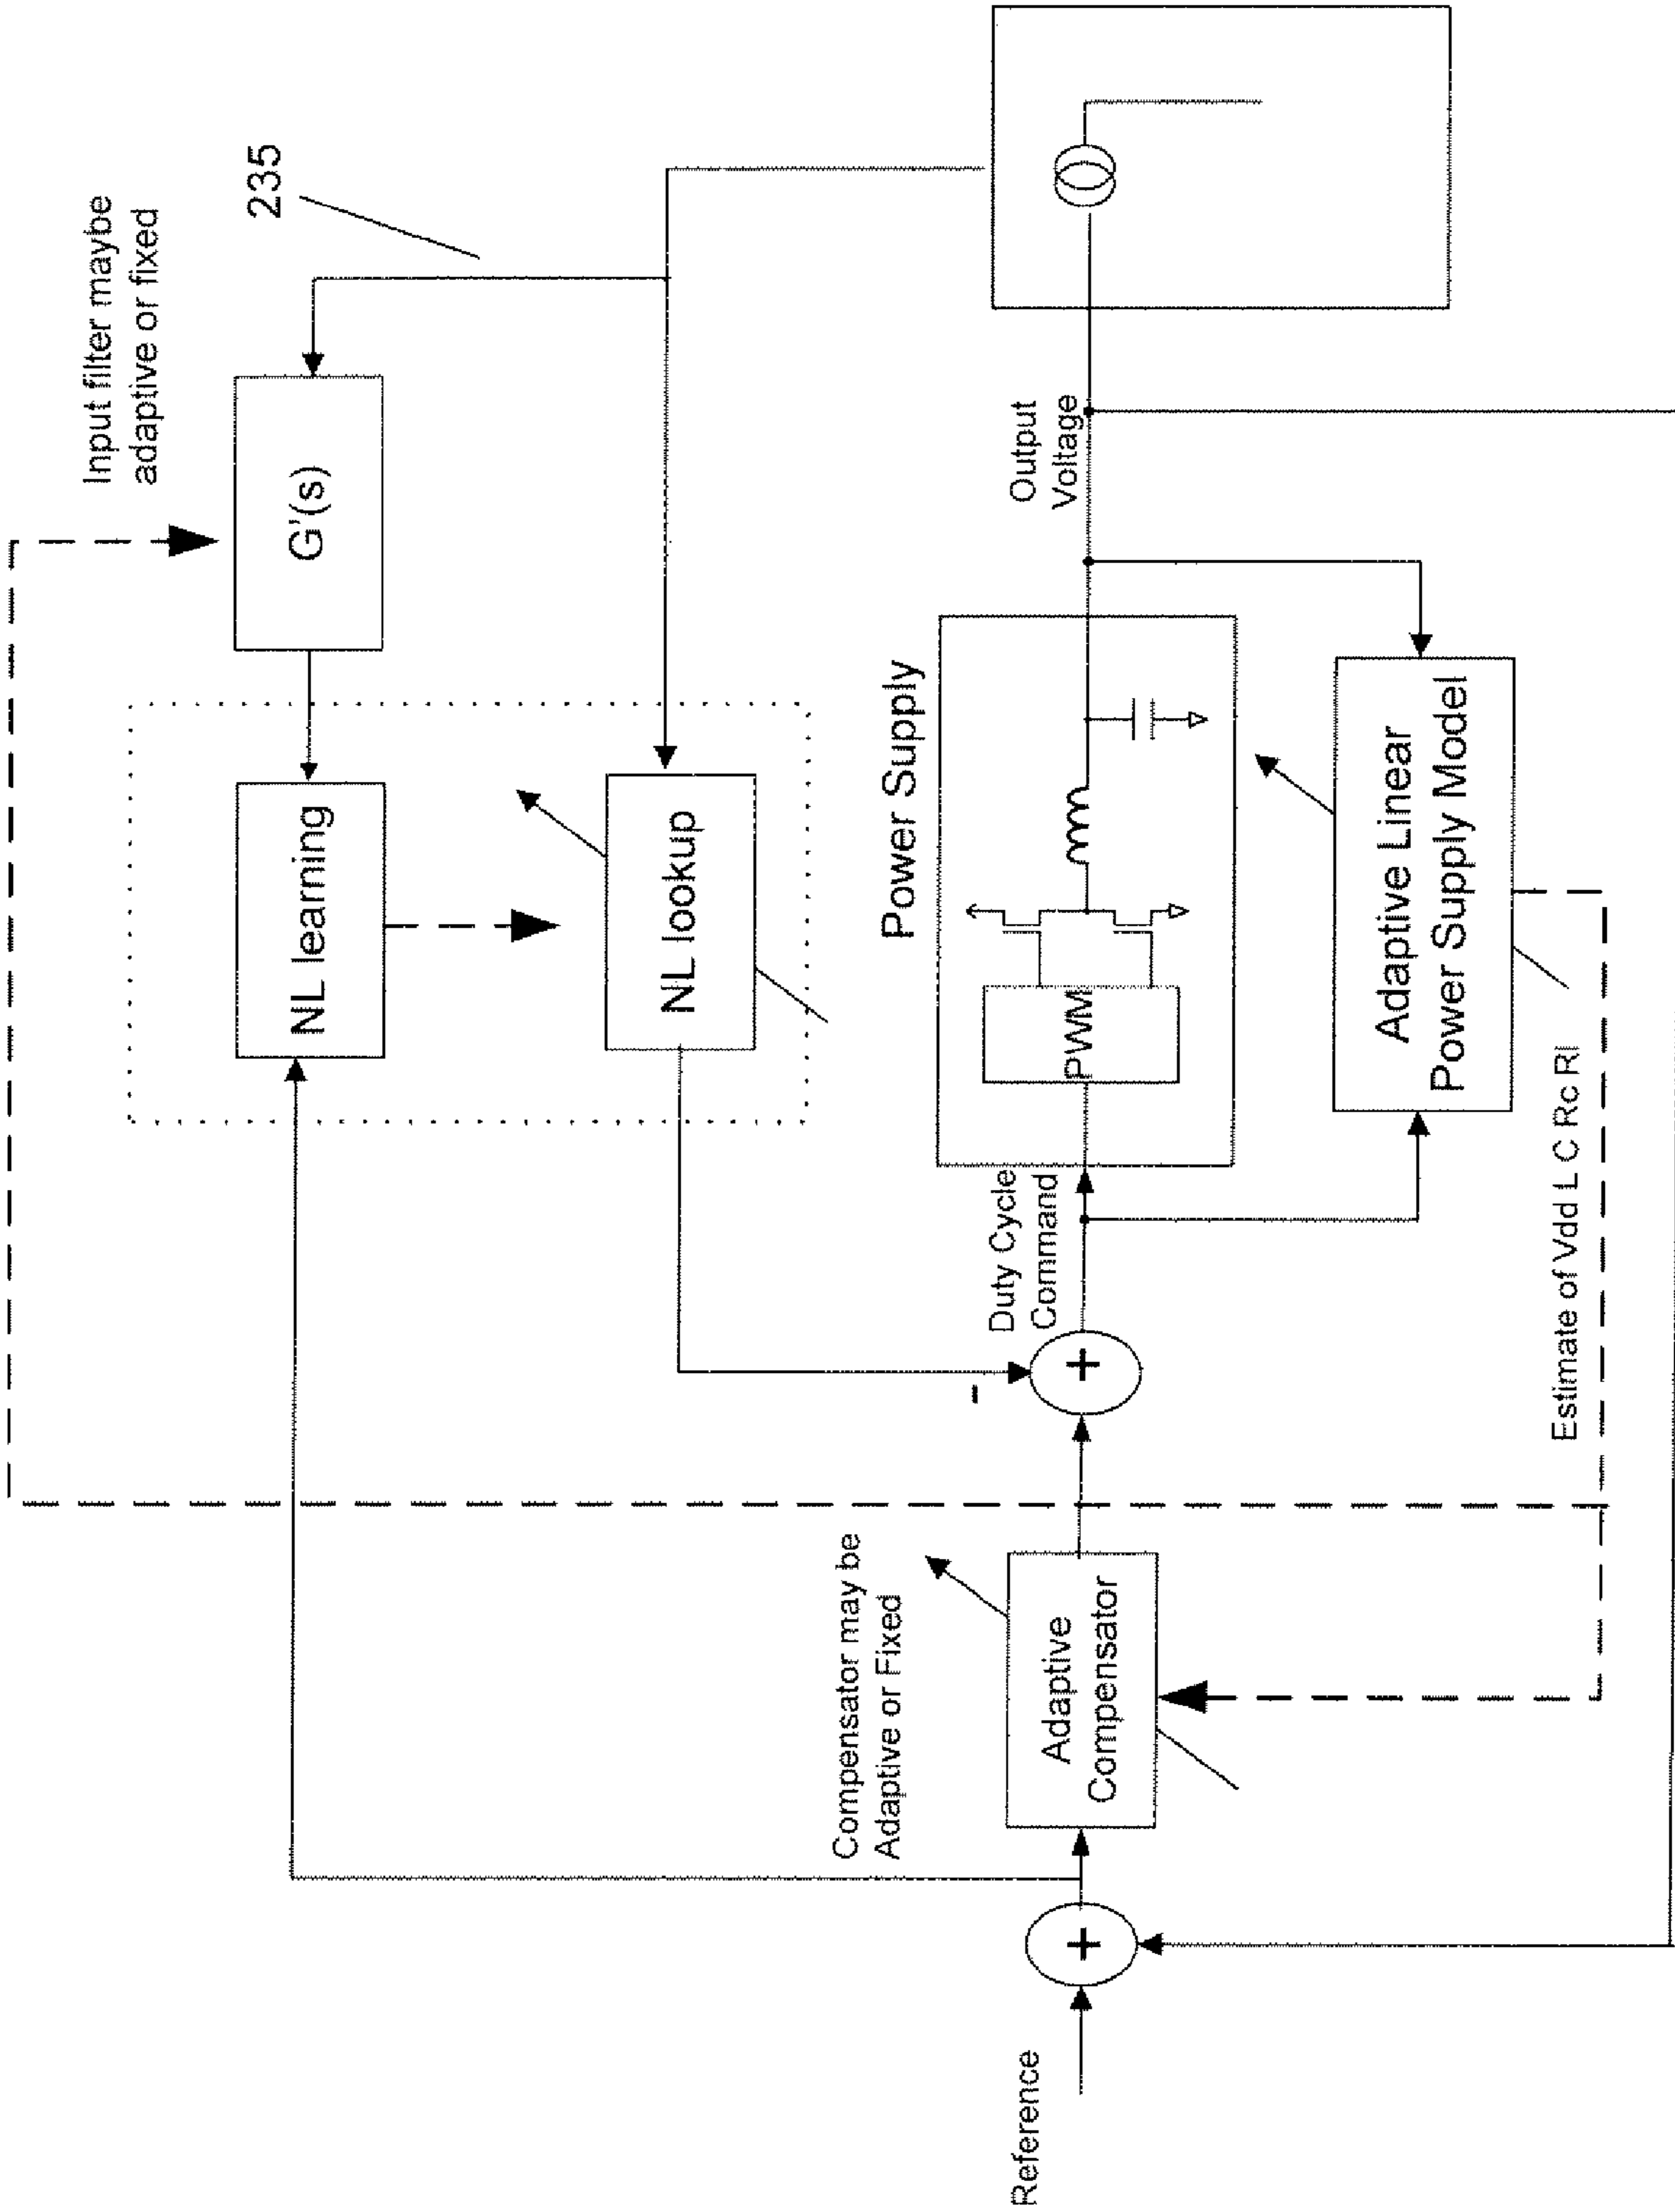 Input filter maybe
adaptive or fixed
235
G'(s)
NL learning
NL lookup
Power Supply
PWM
Output
Voltage
Duty Cycle
Command
-
+
Adaptive Linear
Power Supply Model
Estimate of Vdd L C Rc Rl
Compensator may be
Adaptive or Fixed
Adaptive
Compensator
+
Reference